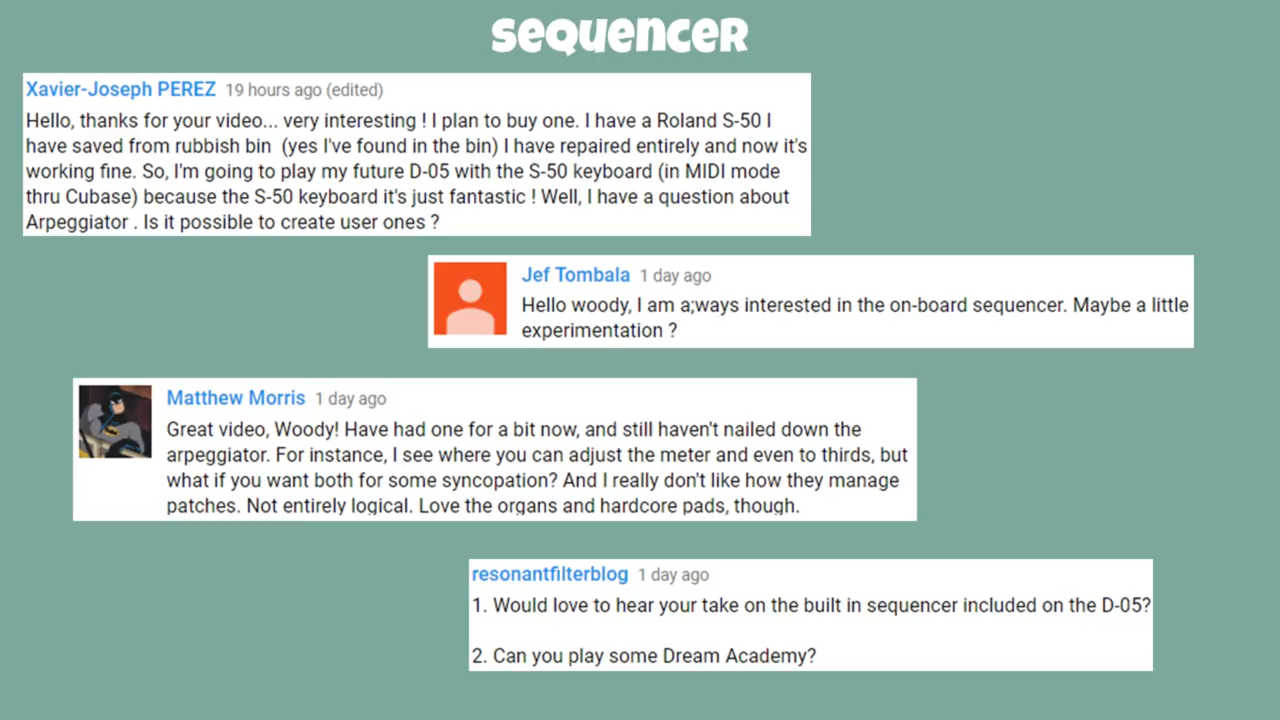 SEQUENCER
Xavier-Joseph PEREZ 19 hours ago (edited)
Hello, thanks for your video... very interesting ! I plan to buy one. I have a Roland S-50 I
have saved from rubbish bin (yes I've found in the bin) I have repaired entirely and now it's
working fine. So, I'm going to play my future D-05 with the S-50 keyboard (in MIDI mode
thru Cubase) because the S-50 keyboard it's just fantastic ! Well, I have a question about
Arpeggiator . Is it possible to create user ones ?
Jef Tombala 1 day ago
Hello woody, I am a;ways interested in the on-board sequencer. Maybe a little
experimentation ?
Matthew Morris 1 day ago
Great video, Woody! Have had one for a bit now, and still haven't nailed down the
arpeggiator. For instance, I see where you can adjust the meter and even to thirds, but
what if you want both for some syncopation? And I really don't like how they manage
patches. Not entirely logical. Love the organs and hardcore pads, though.
resonantfilterblog 1 day ago
1. Would love to hear your take on the built in sequencer included on the D-05?
2. Can you play some Dream Academy?